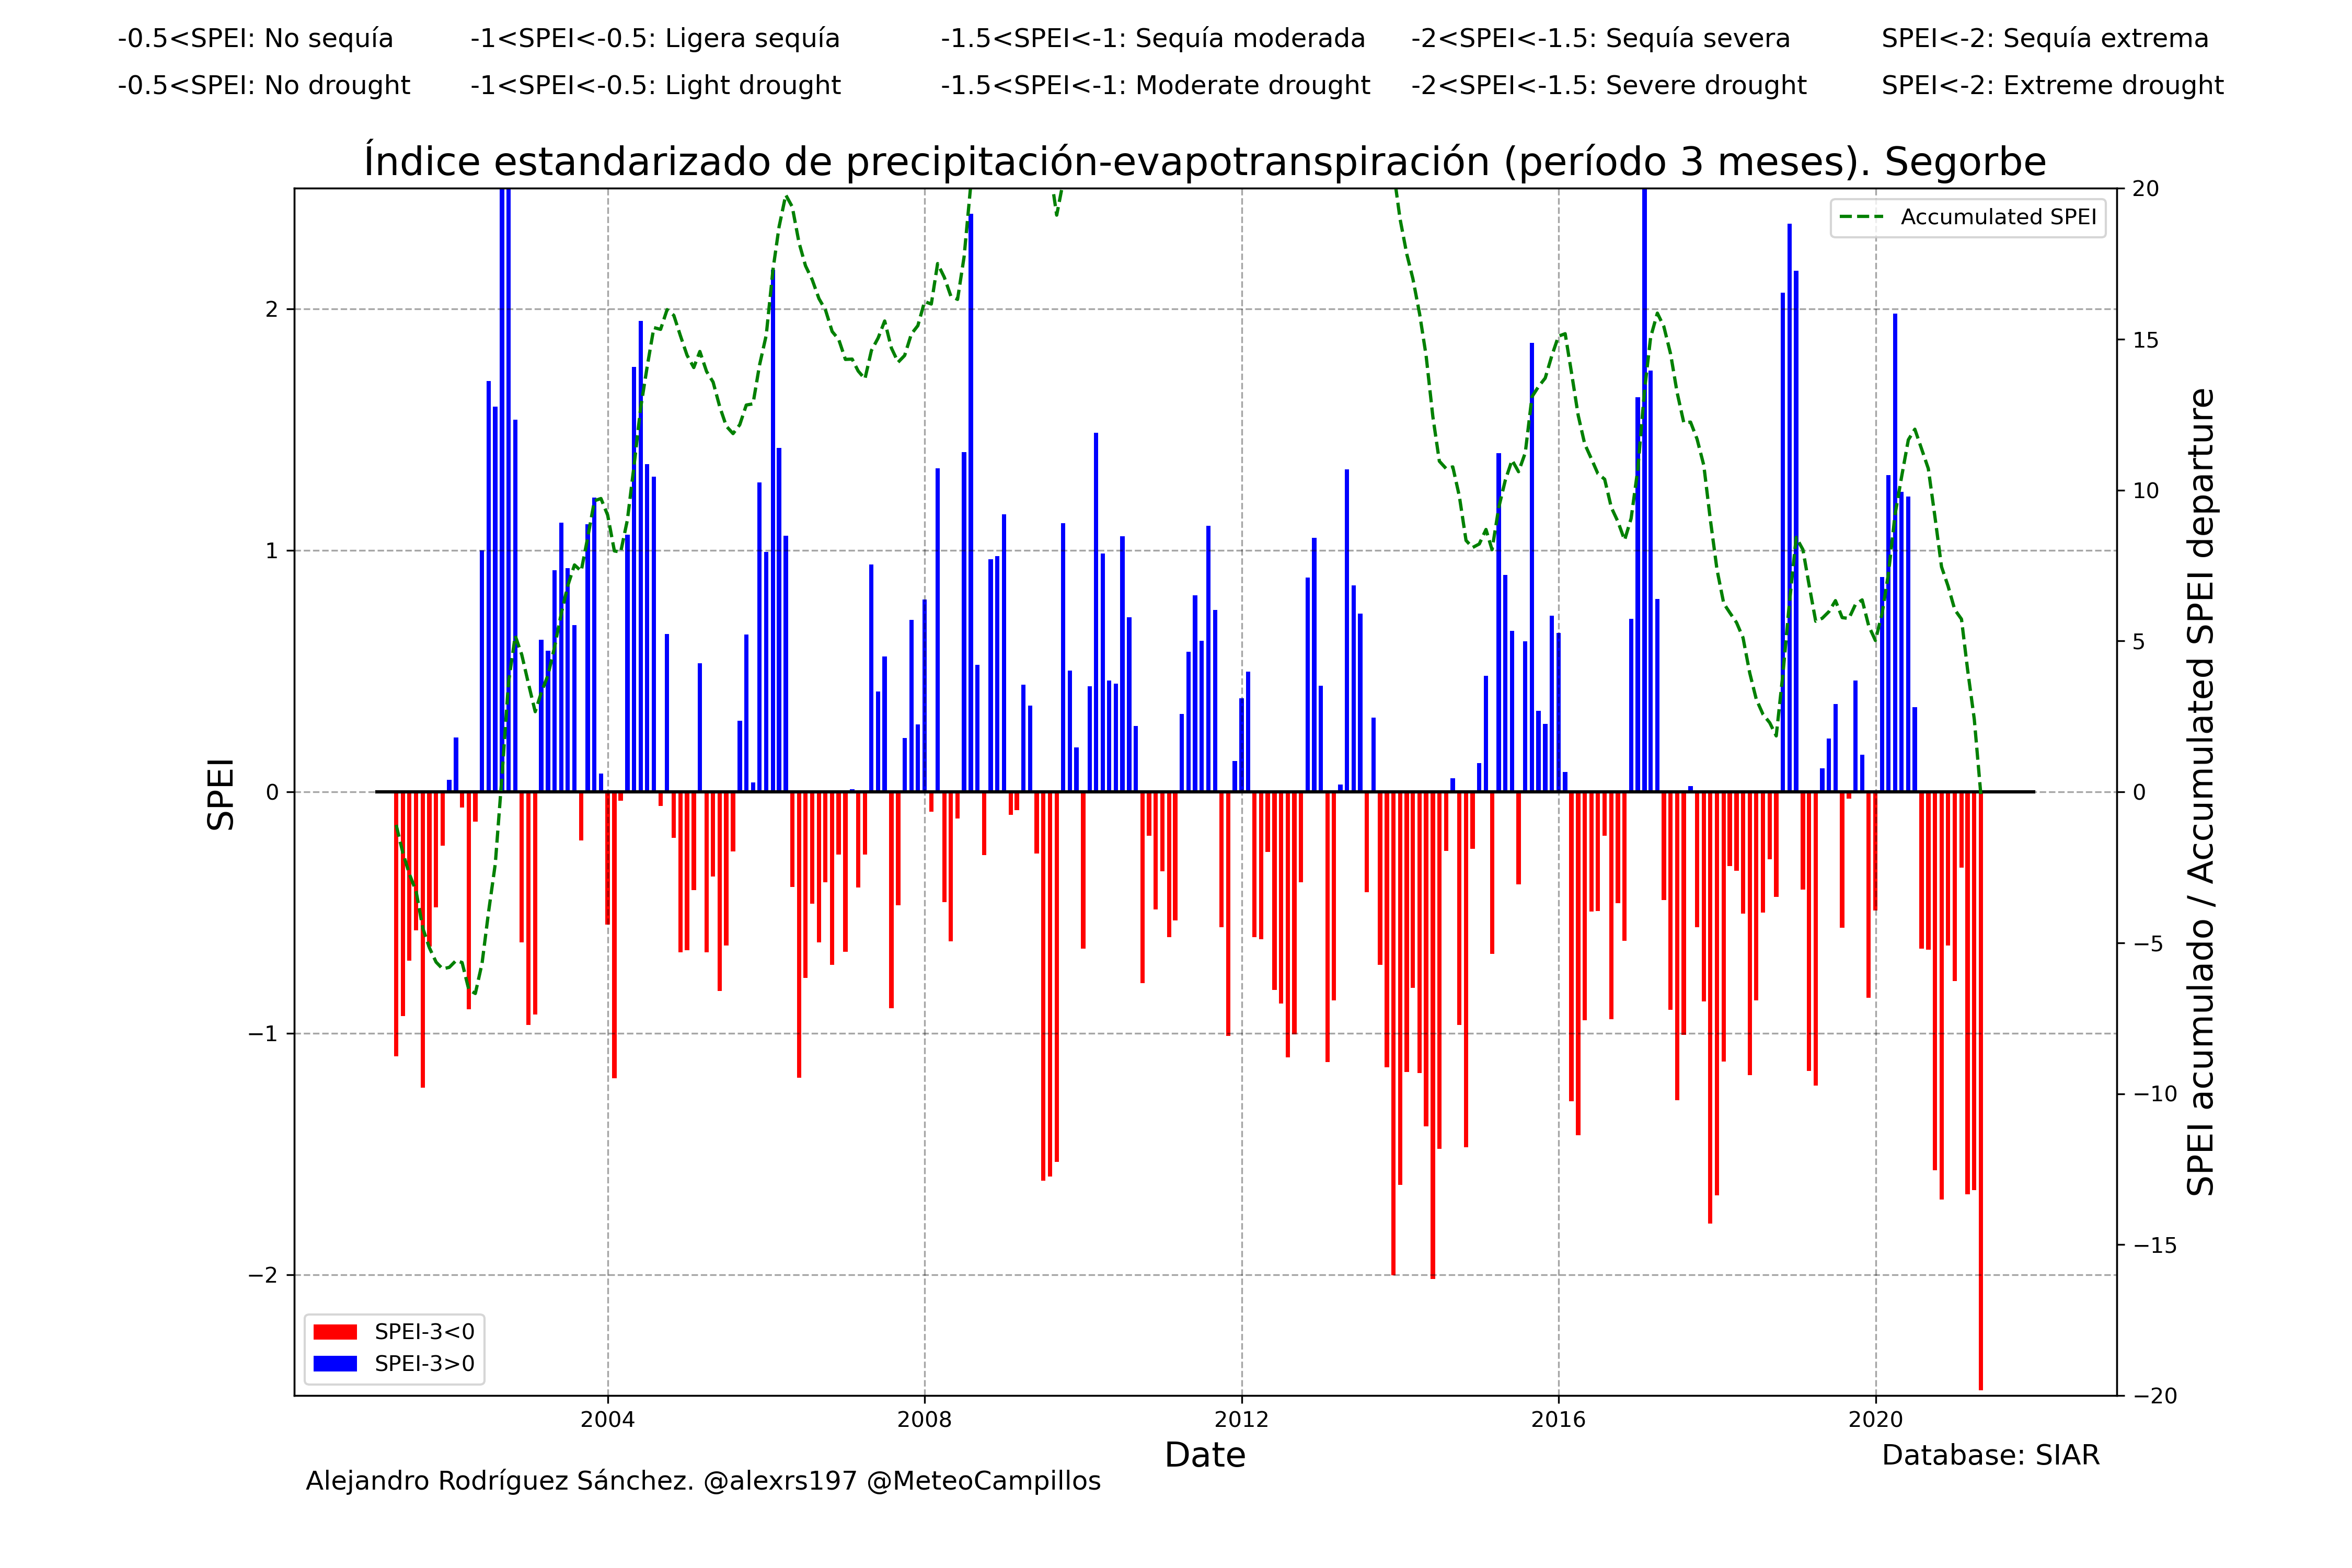 -0.5<SPEI: No sequía -1<SPEI<-0.5: Ligera sequía -1.5<SPEI<-1: Sequía moderada -2<SPEI<-1.5: Sequía severa SPEI<-2: Sequía extrema
-0.5<SPEI: No drought -1<SPEI<-0.5: Light drought -1.5<SPEI<-1: Moderate drought -2<SPEI<-1.5: Severe drought SPEI<-2: Extreme drought
Índice estandarizado de precipitación-evapotranspiración (período 3 meses). Segorbe
Accumulated SPEI
SPEI
2
1
0
−1
−2
20
15
10
5
0
−5
−10
−15
−20
SPEI acumulado / Accumulated SPEI departure
SPEI-3<0
SPEI-3>0
2004 2008 2012 2016 2020
Date
Database: SIAR
Alejandro Rodríguez Sánchez. @alexrs197 @MeteoCampillos